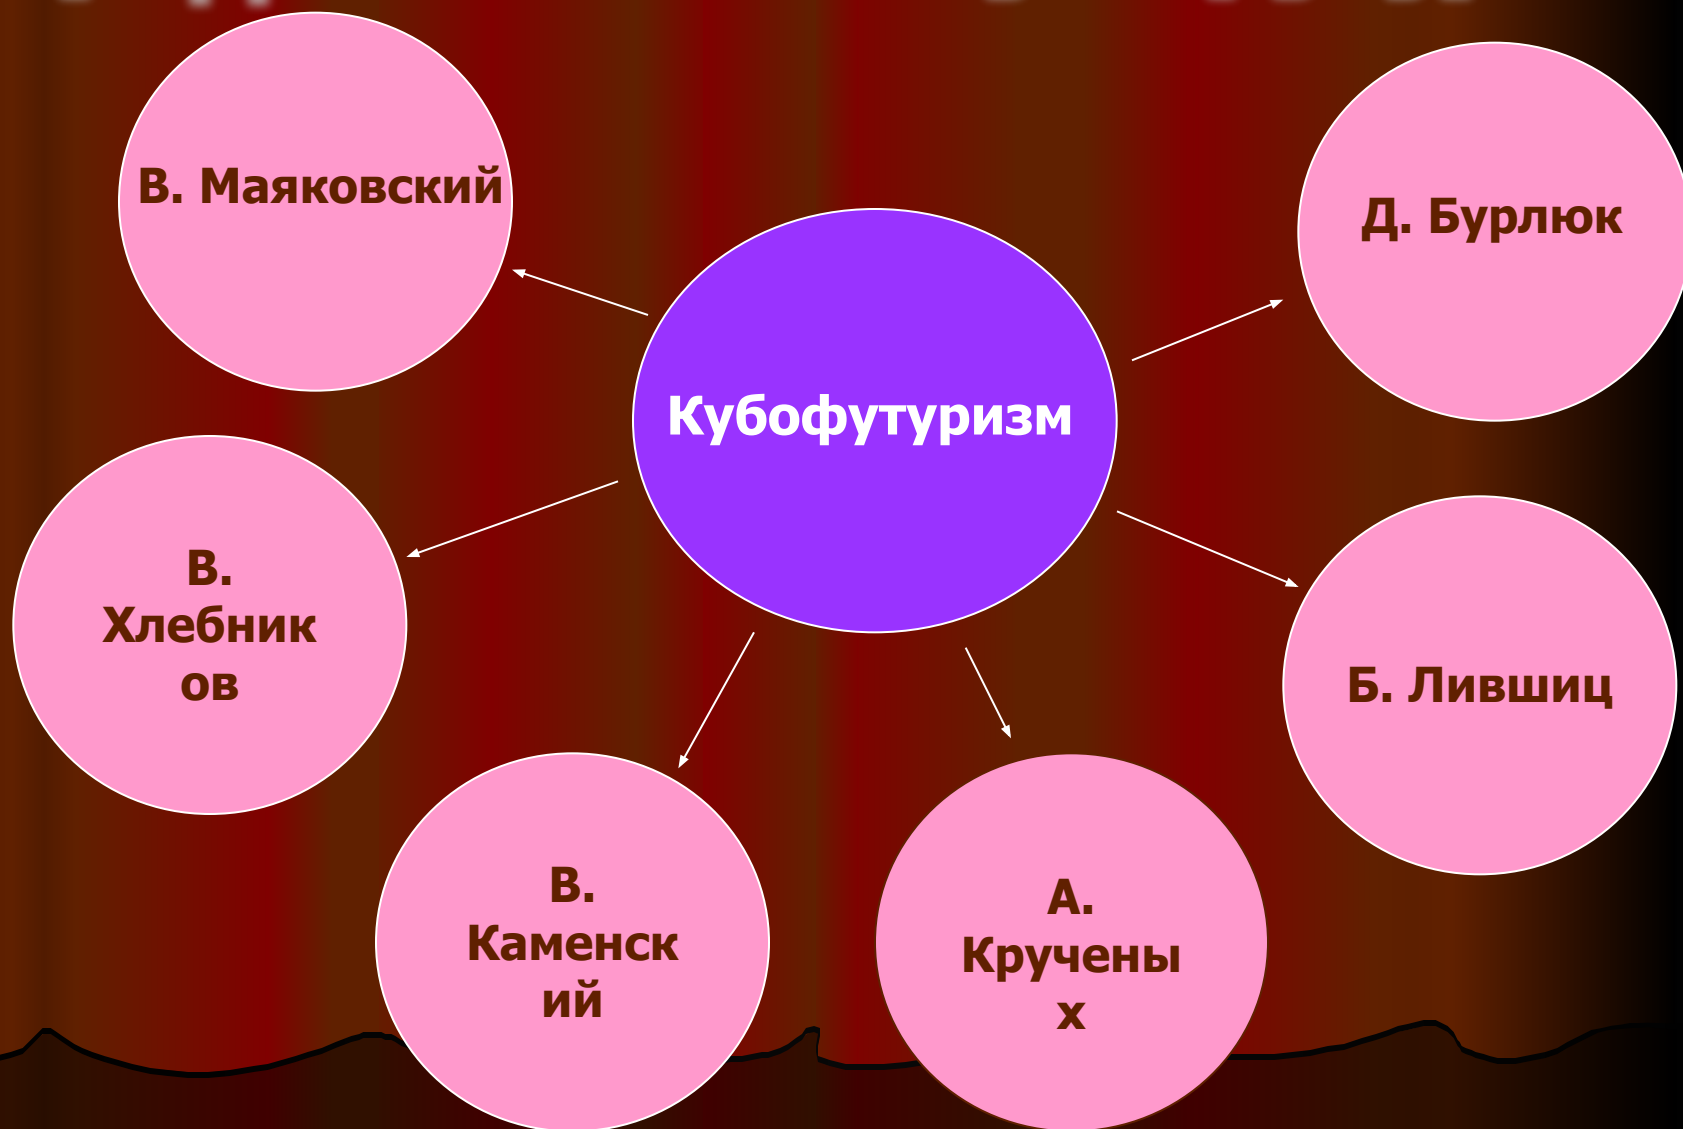 В. Маяковский
Д. Бурлюк
Кубофутуризм
В.
Хлебник
ов
Б. Лившиц
В.
Каменск
ий
А.
Кручены
х